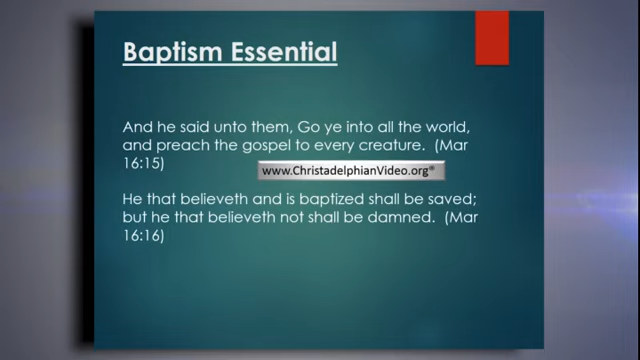 Baptism Essential
And he said unto them, Go ye into all the world,
and preach the gospel to every creature. (Mar
16:15)
www.ChristadelphianVideo.org®
He that believeth and is baptized shall be saved;
but he that believeth not shall be damned. (Mar
16:16)